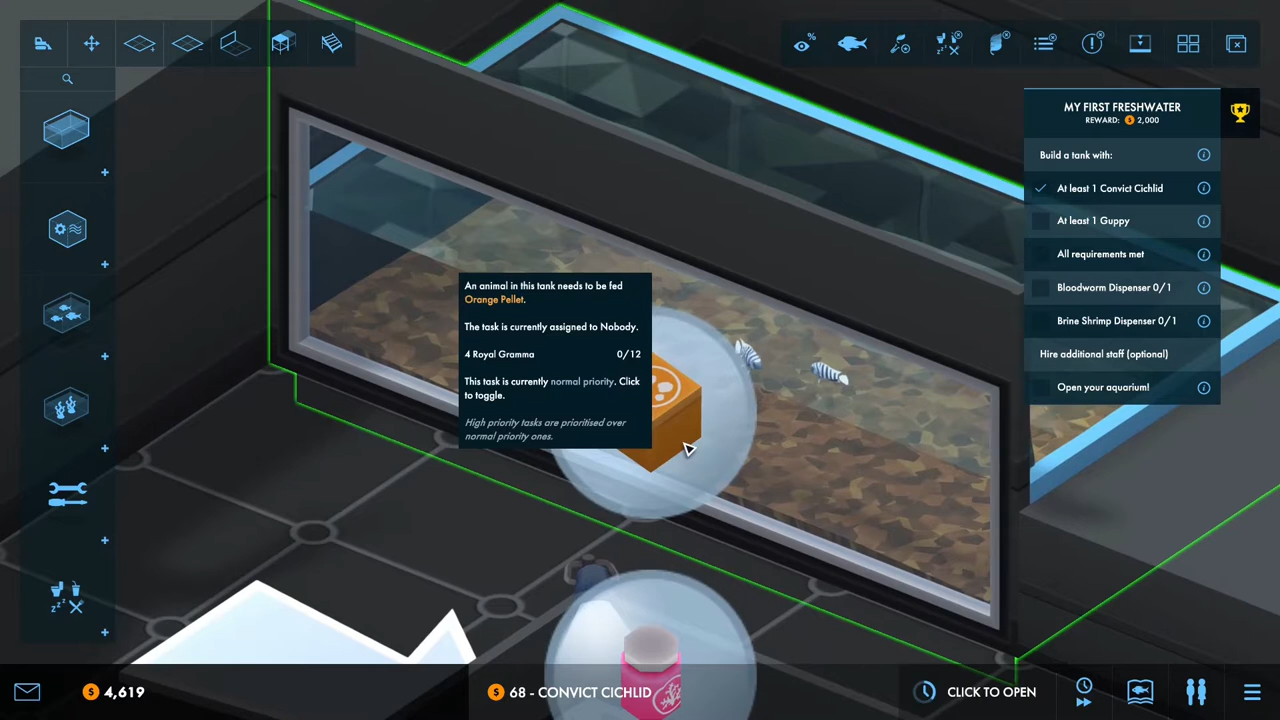 %
MY FIRST FRESHWATER
REWARD: $ 2,000
Build a tank with:
At least 1 Convict Cichlid
At least 1 Guppy
All requirements met
Bloodworm Dispenser 0/1
Brine Shrimp Dispenser 0/1
Hire additional staff (optional)
Open your aquarium!
An animal in this tank needs to be fed
Orange Pellet.
The task is currently assigned to Nobody.
4 Royal Gramma 0/12
This task is currently normal priority. Click
to toggle.
High priority tasks are prioritised over
normal priority ones.
$ 4,619
$ 68 - CONVICT CICHLID
CLICK TO OPEN